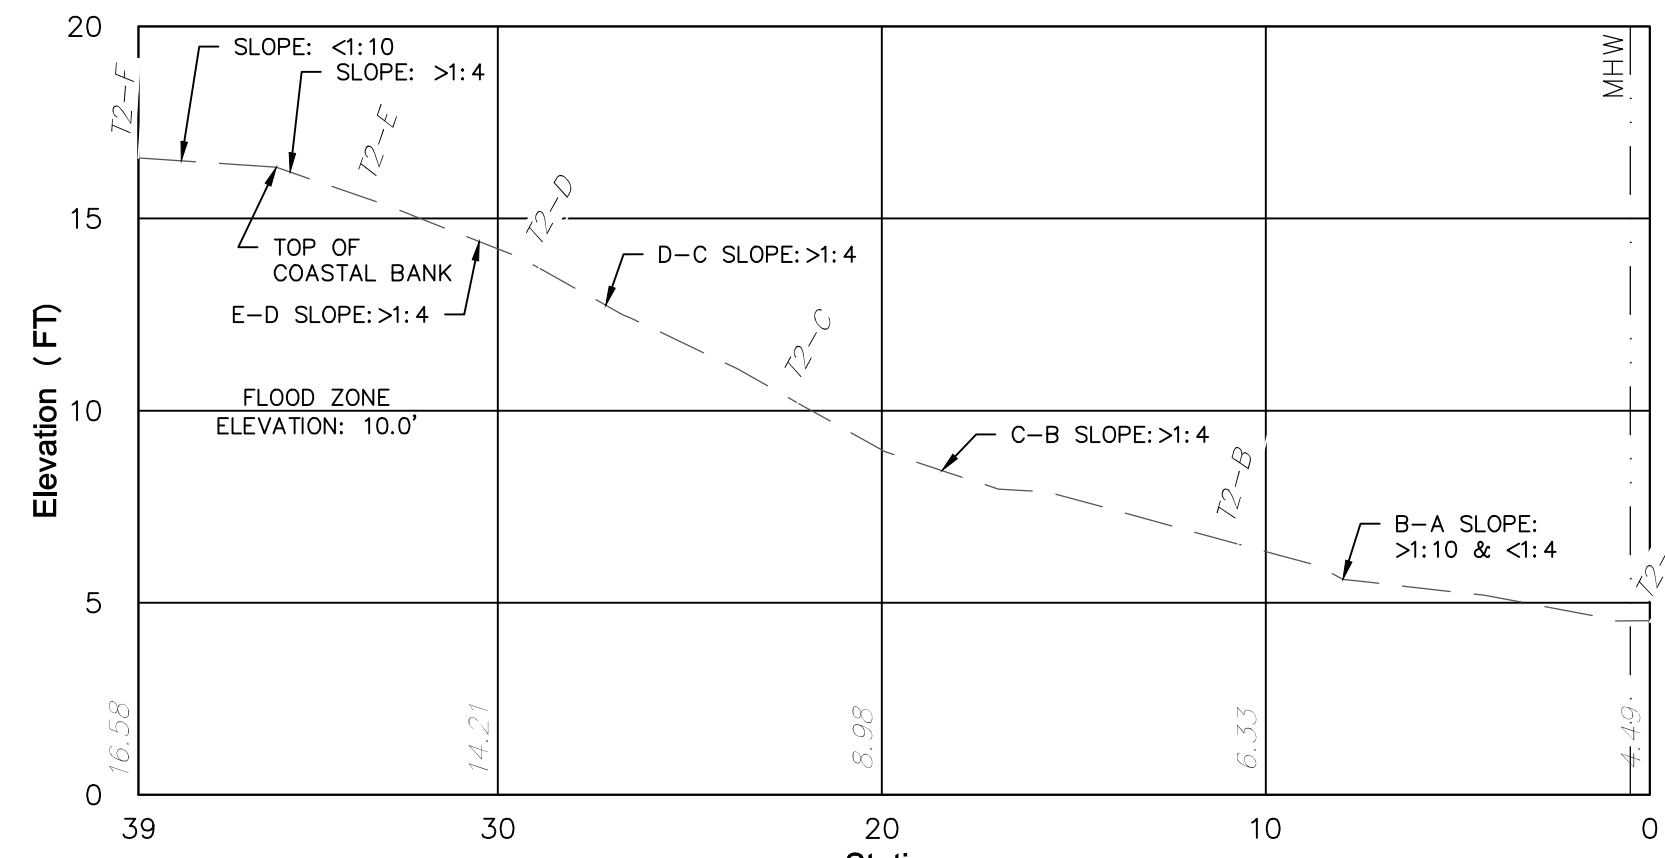 20
T2-F
SLOPE: <1:10
SLOPE: >1:4
T2-E
MHW
T2-D
15
TOP OF
COASTAL BANK
D-C SLOPE:>1:4
E-D SLOPE:>1:4
T2-C
Elevation (FT)
FLOOD ZONE
10
ELEVATION: 10.0'
C-B SLOPE:>1:4
T2-B
B-A SLOPE:
>1:10 & <1:4
T2-
5
16.58
14.21
8.98
6.33
4.49
0
39
30
20
10
0